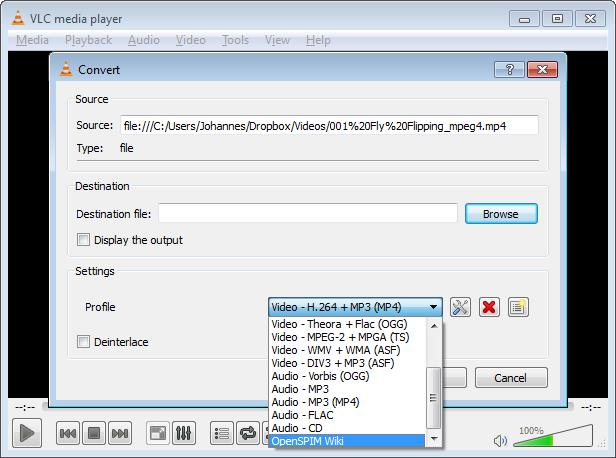 VLC media player
Media Playback Audio Video Tools View Help
Convert
Source
Source: file:///C:/Users/Johannes/Dropbox/Videos/001%20Fly%20Flipping_mpeg4.mp4
Type: file
Destination
Destination file: Browse
Display the output
Settings
Profile Video - H.264 + MP3 (MP4)
Video - Theora + Flac (OGG)
Video - MPEG-2 + MPGA (TS)
Video - WMV + WMA (ASF)
Deinterlace
Video - DIV3 + MP3 (ASF)
Audio - Vorbis (OGG)
Cancel
Audio - MP3
Audio - MP3 (MP4)
--:-- --:--
Audio - FLAC
Audio - CD
100%
OpenSPIM Wiki